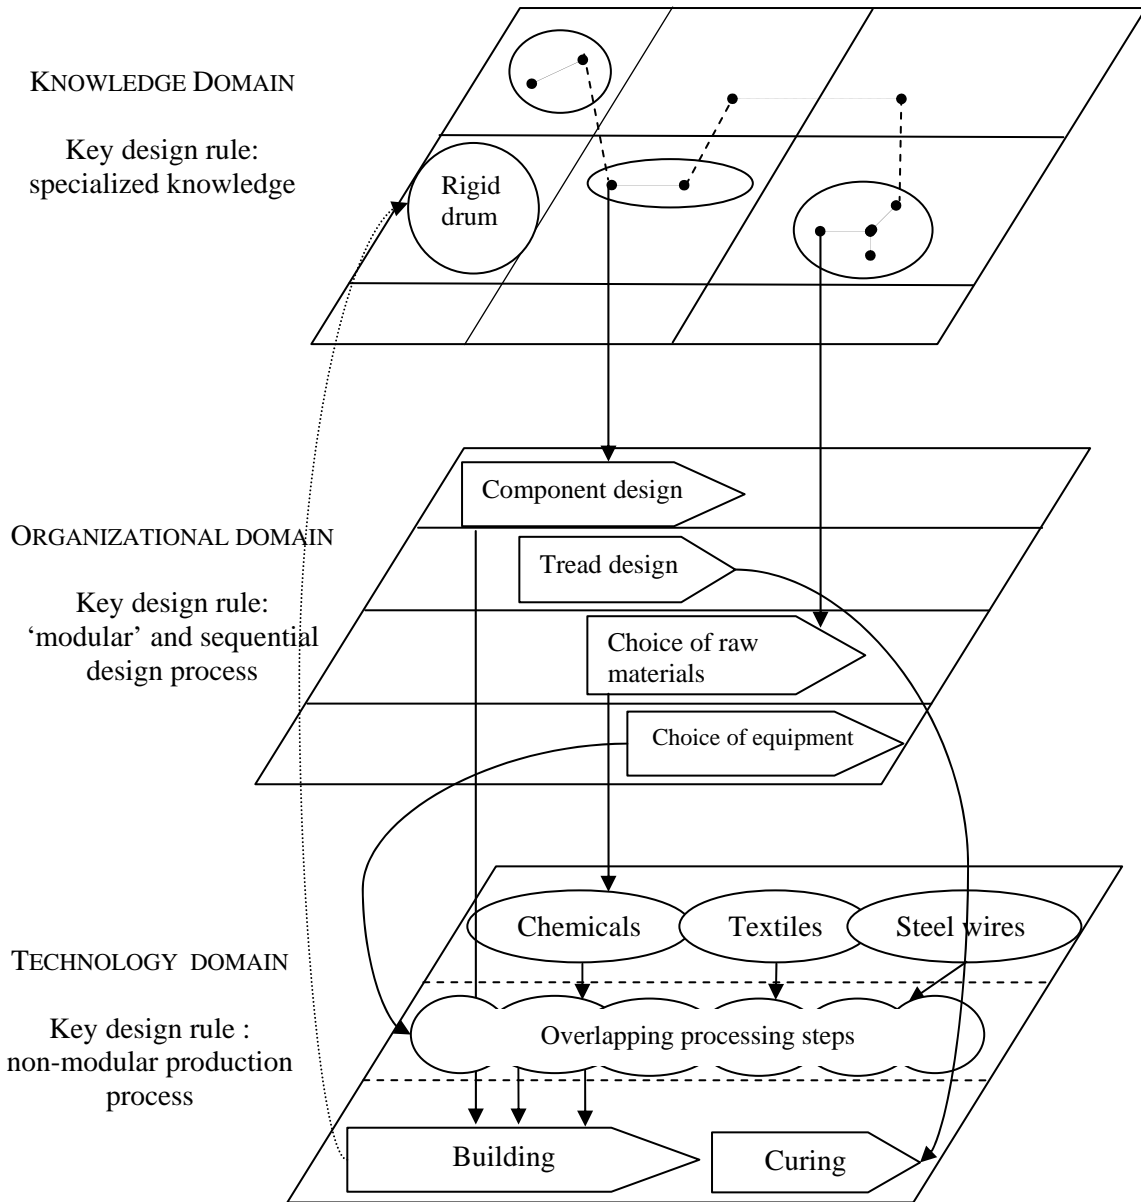 KNOWLEDGE DOMAIN
Key design rule:
specialized knowledge
Rigid
drum
ORGANIZATIONAL DOMAIN
Key design rule:
‘modular’ and sequential
design process
Component design
Tread design
Choice of raw
materials
Choice of equipment
TECHNOLOGY DOMAIN
Key design rule :
non-modular production
process
Chemicals
Textiles
Steel wires
Overlapping processing steps
Building
Curing